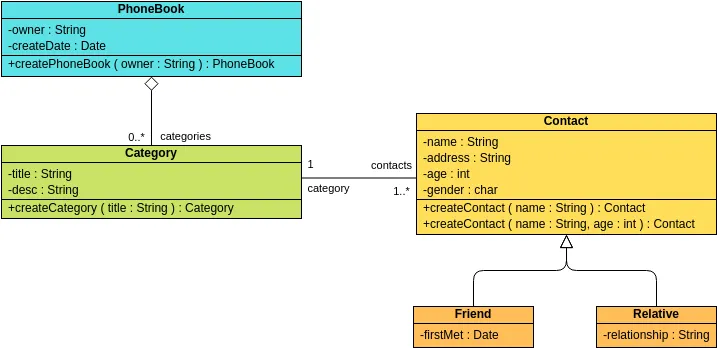 PhoneBook
-owner : String
-createDate : Date
+createPhoneBook ( owner : String ) : PhoneBook
0..*
categories
Category
-title : String
-desc : String
+createCategory ( title : String ) : Category
1
category
contacts
1..*
Contact
-name : String
-address : String
-age : int
-gender : char
+createContact ( name : String ) : Contact
+createContact ( name : String, age : int ) : Contact
Friend
-firstMet : Date
Relative
-relationship : String